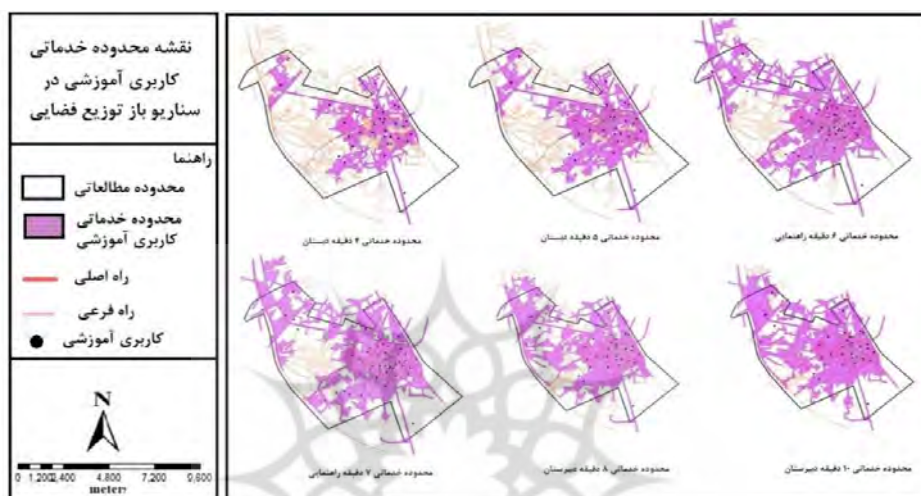 نقشه محدوده خدماتی
کاربری آموزشی در
سناریو باز توزیع فضایی
راهنما
محدوده مطالعاتی
محدوده خدماتی
کاربری آموزشی
راه اصلی
راه فرعی
کاربری آموزشی
N
0 1,200 2,400 4,800 7,200 9,600
meters
محدوده خدماتی ۴ دقیقه دبستان
محدوده خدماتی ۵ دقیقه دبستان
محدوده خدماتی ۶ دقیقه راهنمایی
محدوده خدماتی ۷ دقیقه راهنمایی
محدوده خدماتی ۸ دقیقه دبیرستان
محدوده خدماتی ۱۰ دقیقه دبیرستان